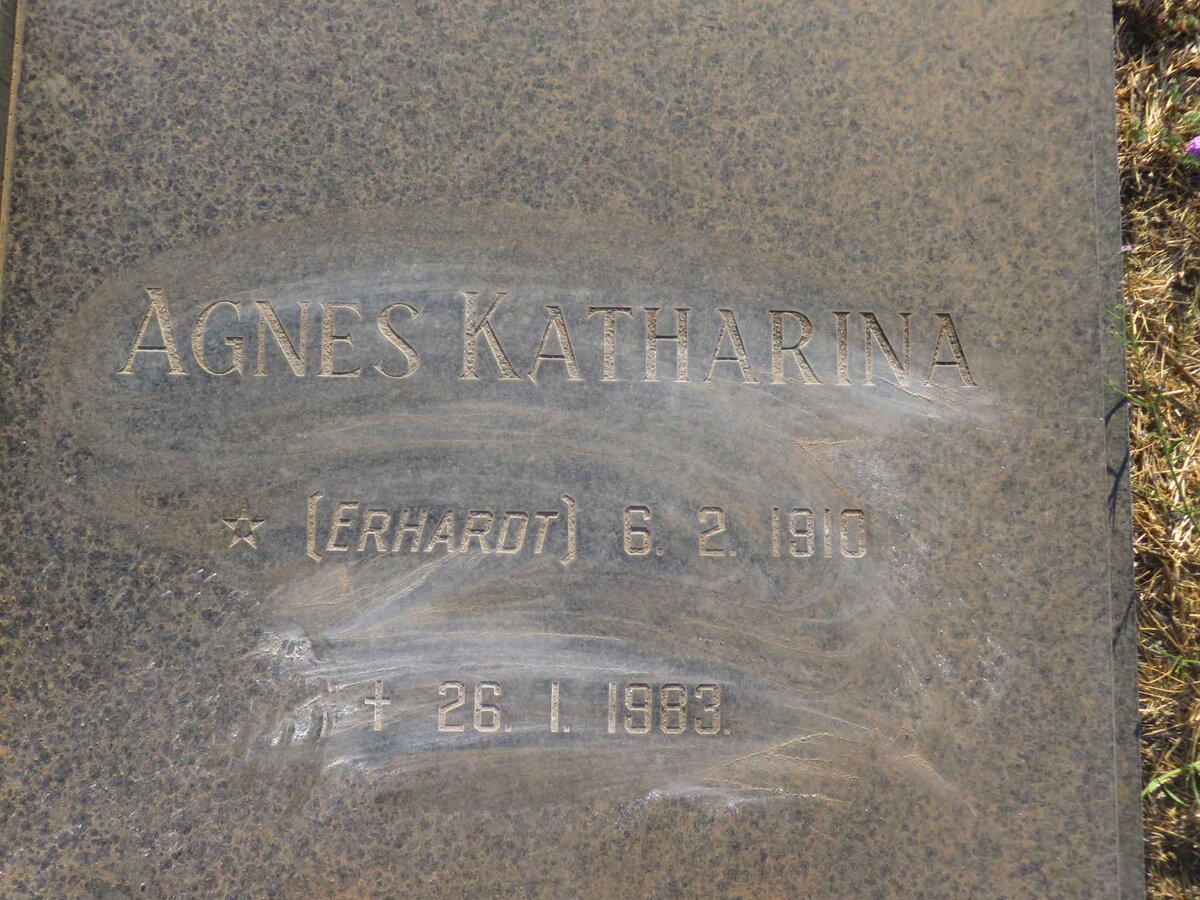 AGNES KATHARINA
★ (ERHARDT) 6. 2. 1910
† 26. 1. 1983.